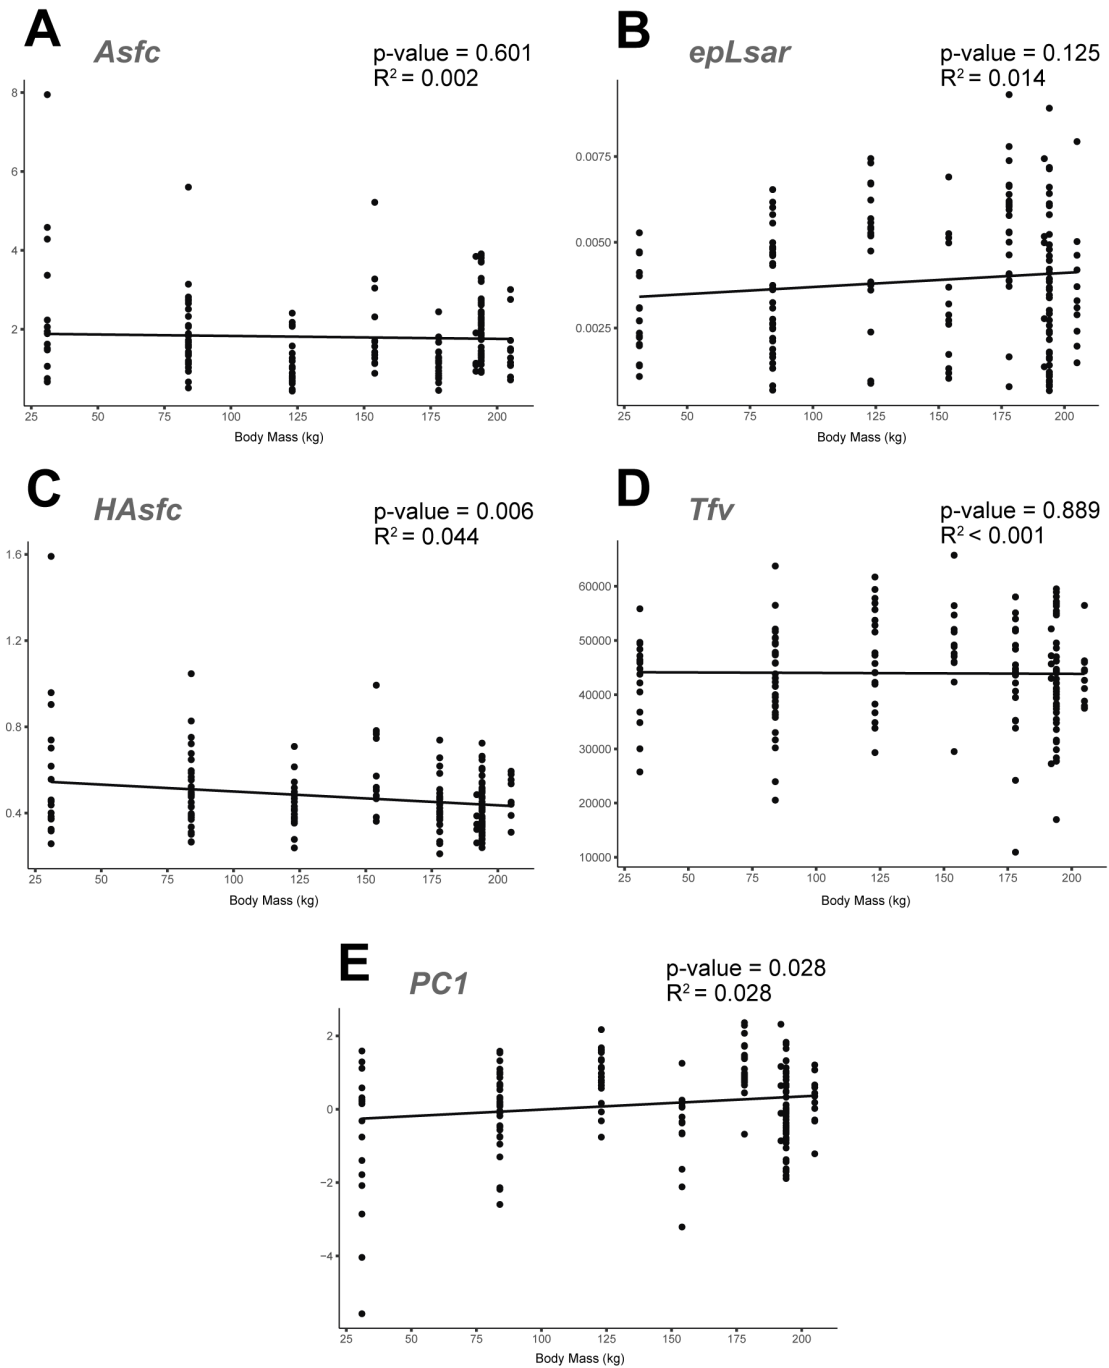 A
Asfc
p-value = 0.601
R² = 0.002
8
6
4
2
25 50 75 100 125 150 175 200
Body Mass (kg)
B
epLsar
p-value = 0.125
R² = 0.014
0.0075
0.0050
0.0025
25 50 75 100 125 150 175 200
Body Mass (kg)
C
HAsfc
p-value = 0.006
R² = 0.044
1.6
1.2
0.8
0.4
25 50 75 100 125 150 175 200
Body Mass (kg)
D
Tfv
p-value = 0.889
R² < 0.001
60000
50000
40000
30000
20000
10000
25 50 75 100 125 150 175 200
Body Mass (kg)
E
PC1
p-value = 0.028
R² = 0.028
2
0
−2
−4
25 50 75 100 125 150 175 200
Body Mass (kg)